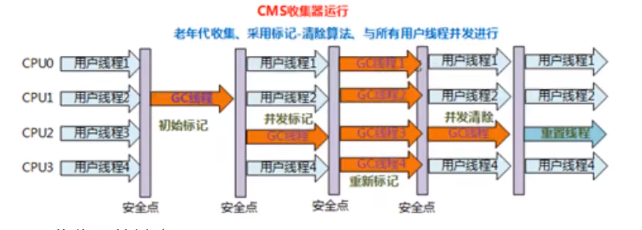 CMS收集器运行
老年代收集、采用标记-清除算法、与所有用户线程并发进行
CPU0 用户线程1 用户线程1 GC线程1 用户线程1 用户线程1
CPU1 用户线程2 GC线程 用户线程2 GC线程2 用户线程2 用户线程2
初始标记 并发标记 并发清除
CPU2 用户线程3 GC线程 GC线程3 GC线程 重置线程
CPU3 用户线程4 用户线程4 GC线程4 用户线程4 用户线程4
重新标记
安全点 安全点 安全点 安全点